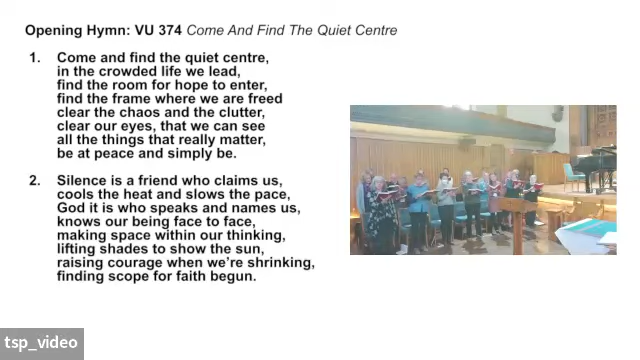 Opening Hymn: VU 374 Come And Find The Quiet Centre
1. Come and find the quiet centre,
in the crowded life we lead,
find the room for hope to enter,
find the frame where we are freed
clear the chaos and the clutter,
clear our eyes, that we can see
all the things that really matter,
be at peace and simply be.
2. Silence is a friend who claims us,
cools the heat and slows the pace,
God it is who speaks and names us,
knows our being face to face,
making space within our thinking,
lifting shades to show the sun,
raising courage when we’re shrinking,
finding scope for faith begun.
tsp_video